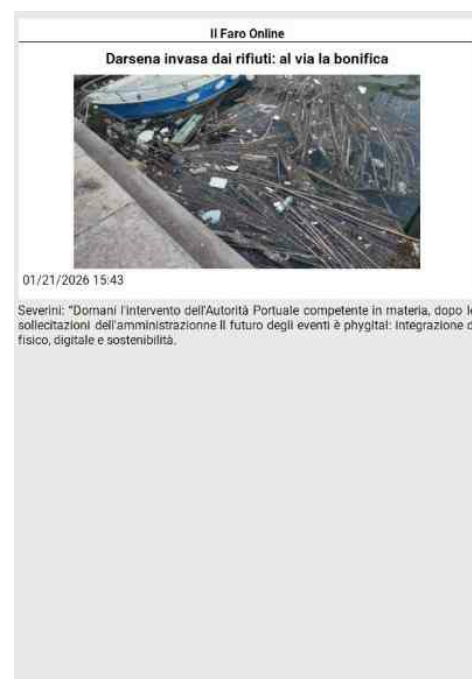 Il Faro Online
Darsena invasa dai rifiuti: al via la bonifica
01/21/2026 15:43
Severini: "Domani l'intervento dell'Autorità Portuale competente in materia, dopo le
sollecitazioni dell'amministrazionne Il futuro degli eventi è phygital: integrazione d
fisico, digitale e sostenibilità.